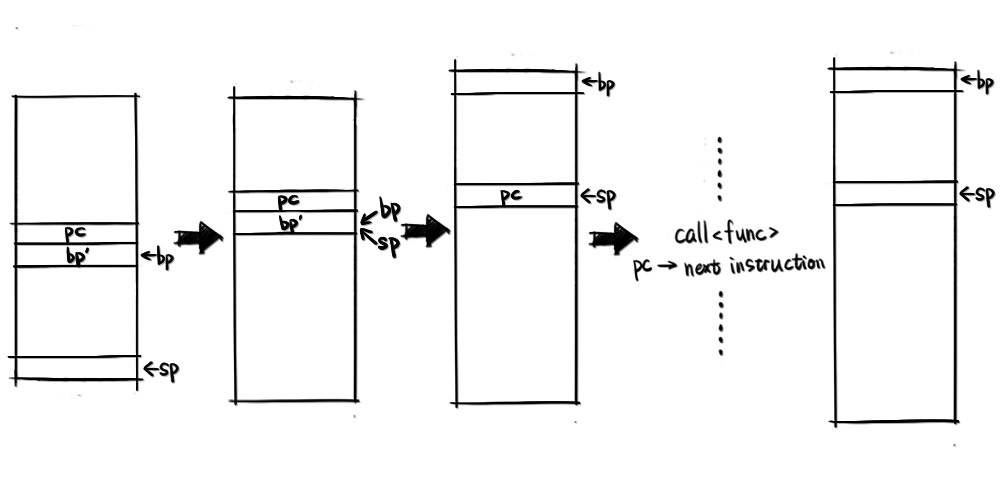 pc
bp'
←bp
←sp
pc
bp'
bp
sp
←bp
pc
←sp
call<func>
pc → next instruction
←bp
←sp